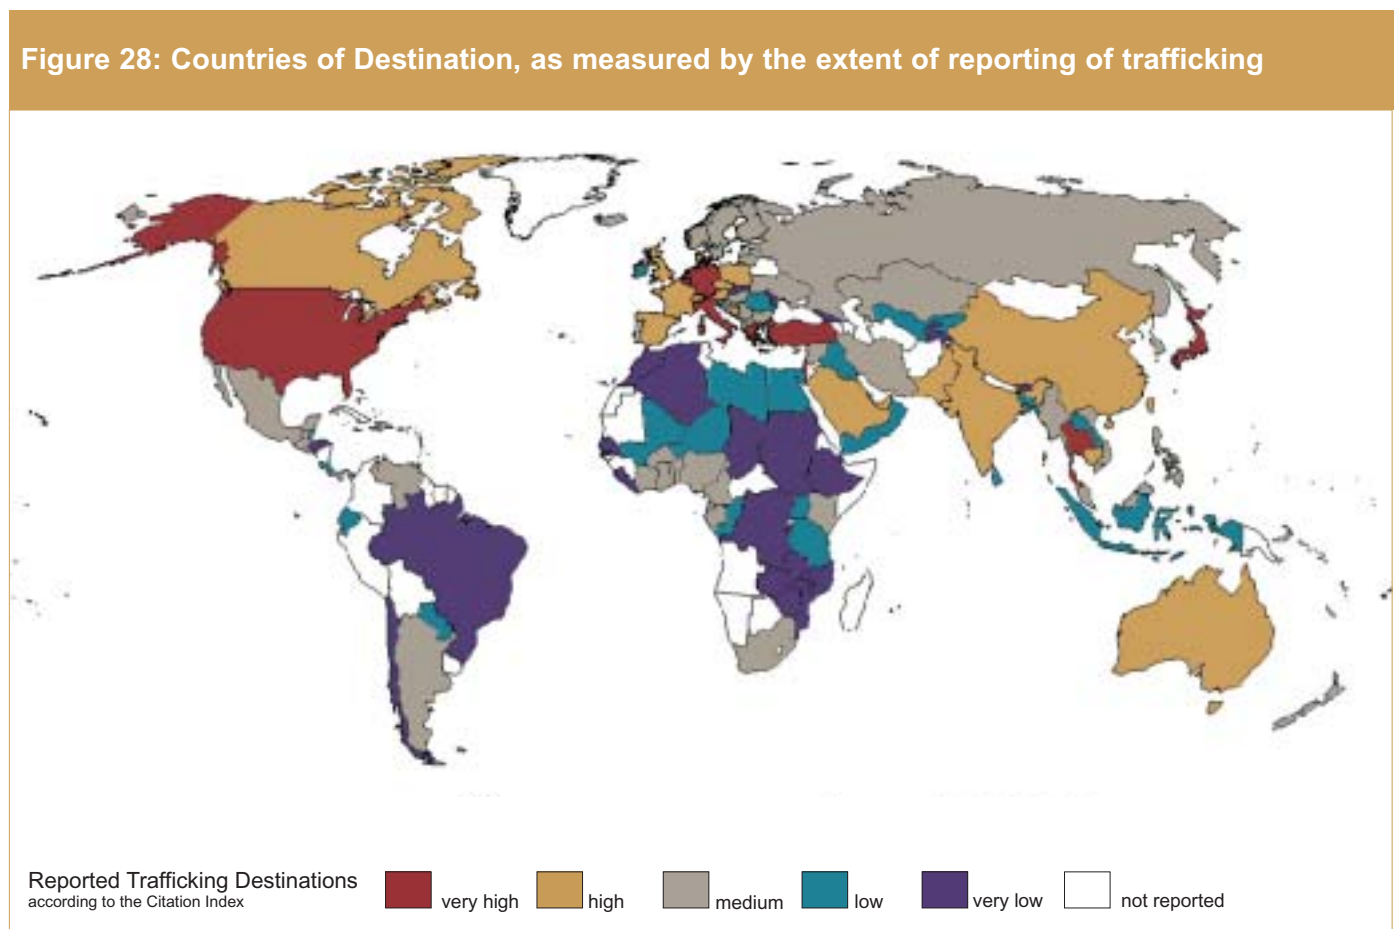 Figure 28: Countries of Destination, as measured by the extent of reporting of trafficking
Reported Trafficking Destinations
according to the Citation Index
very high
high
medium
low
very low
not reported